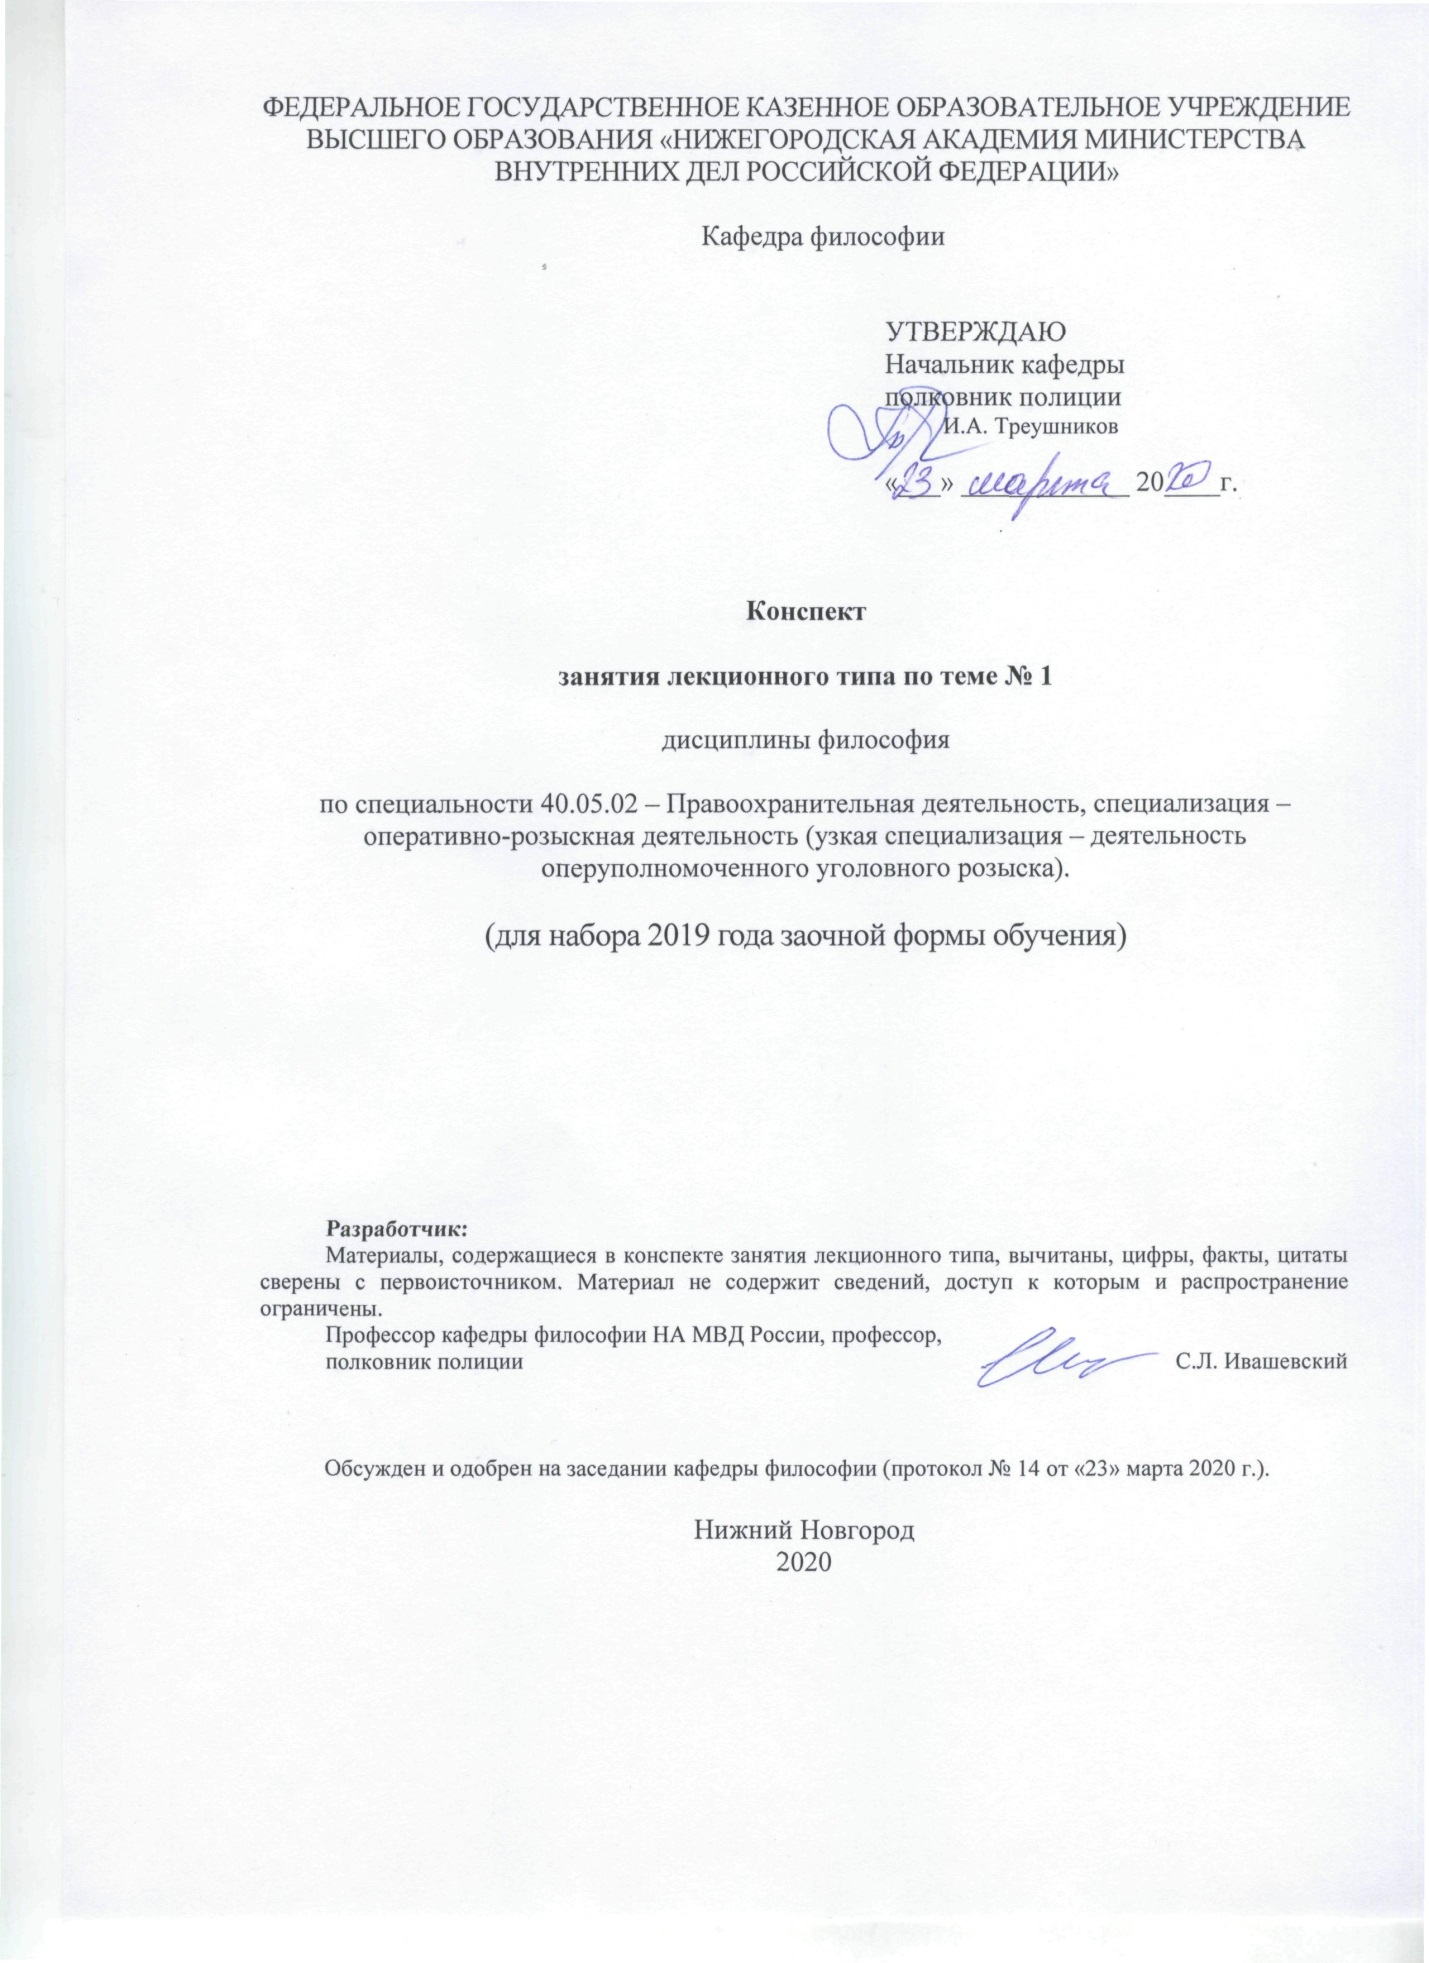 ФЕДЕРАЛЬНОЕ ГОСУДАРСТВЕННОЕ КАЗЕННОЕ ОБРАЗОВАТЕЛЬНОЕ УЧРЕЖДЕНИЕ
ВЫСШЕГО ОБРАЗОВАНИЯ «НИЖЕГОРОДСКАЯ АКАДЕМИЯ МИНИСТЕРСТВА
ВНУТРЕННИХ ДЕЛ РОССИЙСКОЙ ФЕДЕРАЦИИ»
Кафедра философии
УТВЕРЖДАЮ
Начальник кафедры
полковник полиции
И.А. Треушников
«23» марта 2020 г.
Конспект
занятия лекционного типа по теме № 1
дисциплины философия
по специальности 40.05.02 – Правоохранительная деятельность, специализация –
оперативно-розыскная деятельность (узкая специализация – деятельность
оперуполномоченного уголовного розыска).
(для набора 2019 года заочной формы обучения)
Разработчик:
Материалы, содержащиеся в конспекте занятия лекционного типа, вычитаны, цифры, факты, цитаты
сверены с первоисточником. Материал не содержит сведений, доступ к которым и распространение
ограничены.
Профессор кафедры философии НА МВД России, профессор,
полковник полиции С.Л. Ивашевский
Обсужден и одобрен на заседании кафедры философии (протокол № 14 от «23» марта 2020 г.).
Нижний Новгород
2020